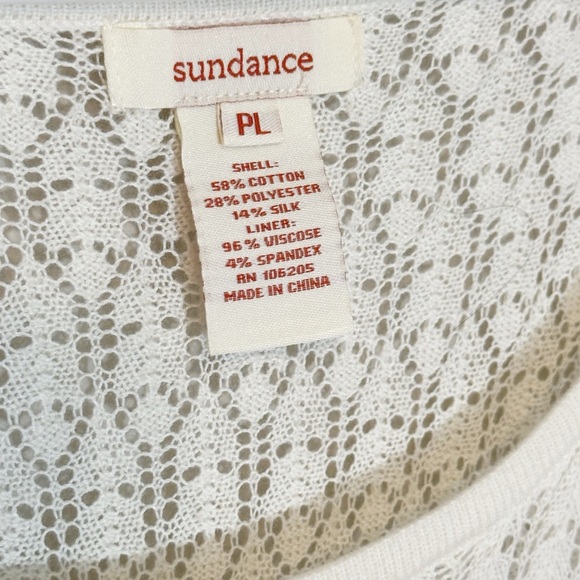 sundance
PL
SHELL:
58% COTTON
28% POLYESTER
14% SILK
LINER:
96% VISCOSE
4% SPANDEX
RN 106205
MADE IN CHINA